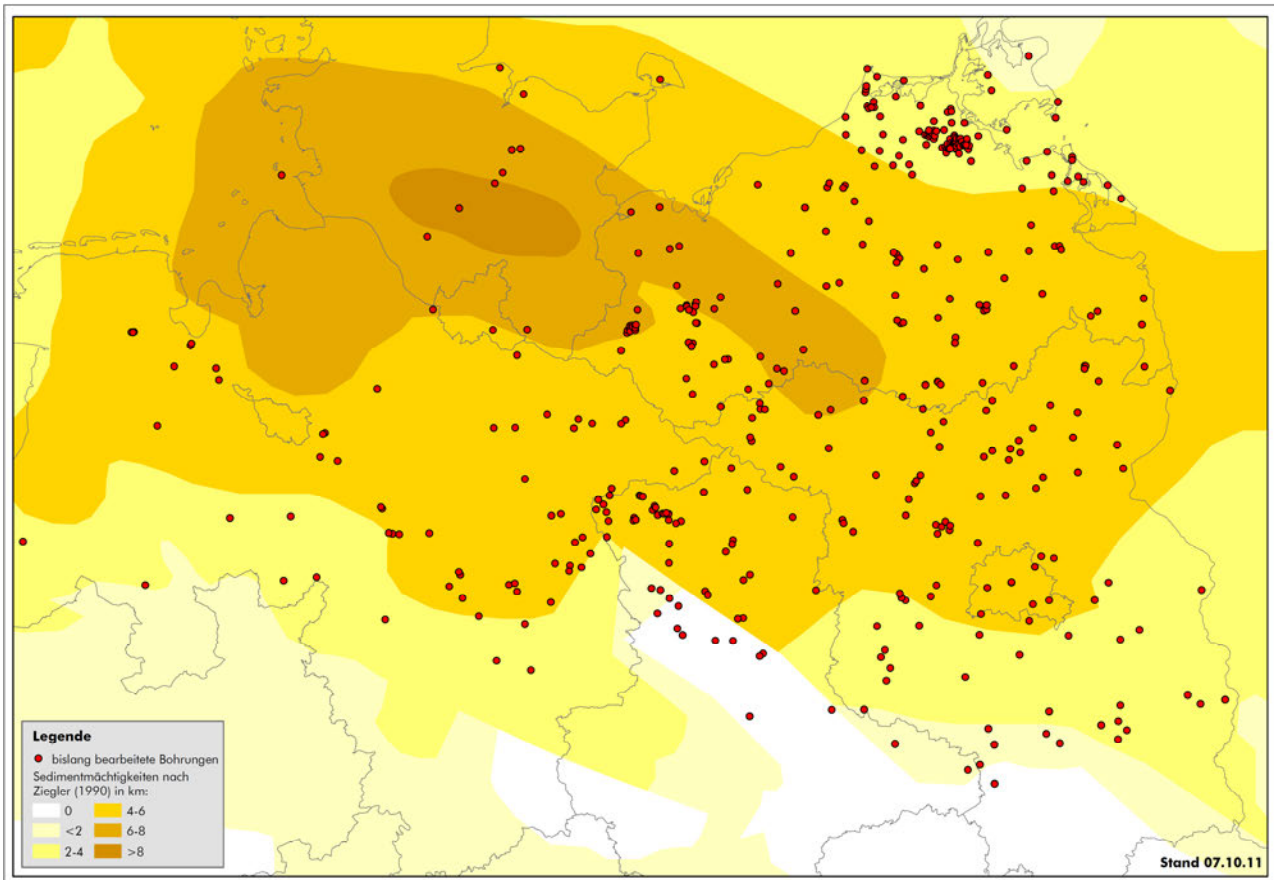 Legende
bislang bearbeitete Bohrungen
Sedimentmächtigkeiten nach
Ziegler (1990) in km:
0 4-6
<2 6-8
2-4 >8
Stand 07.10.11